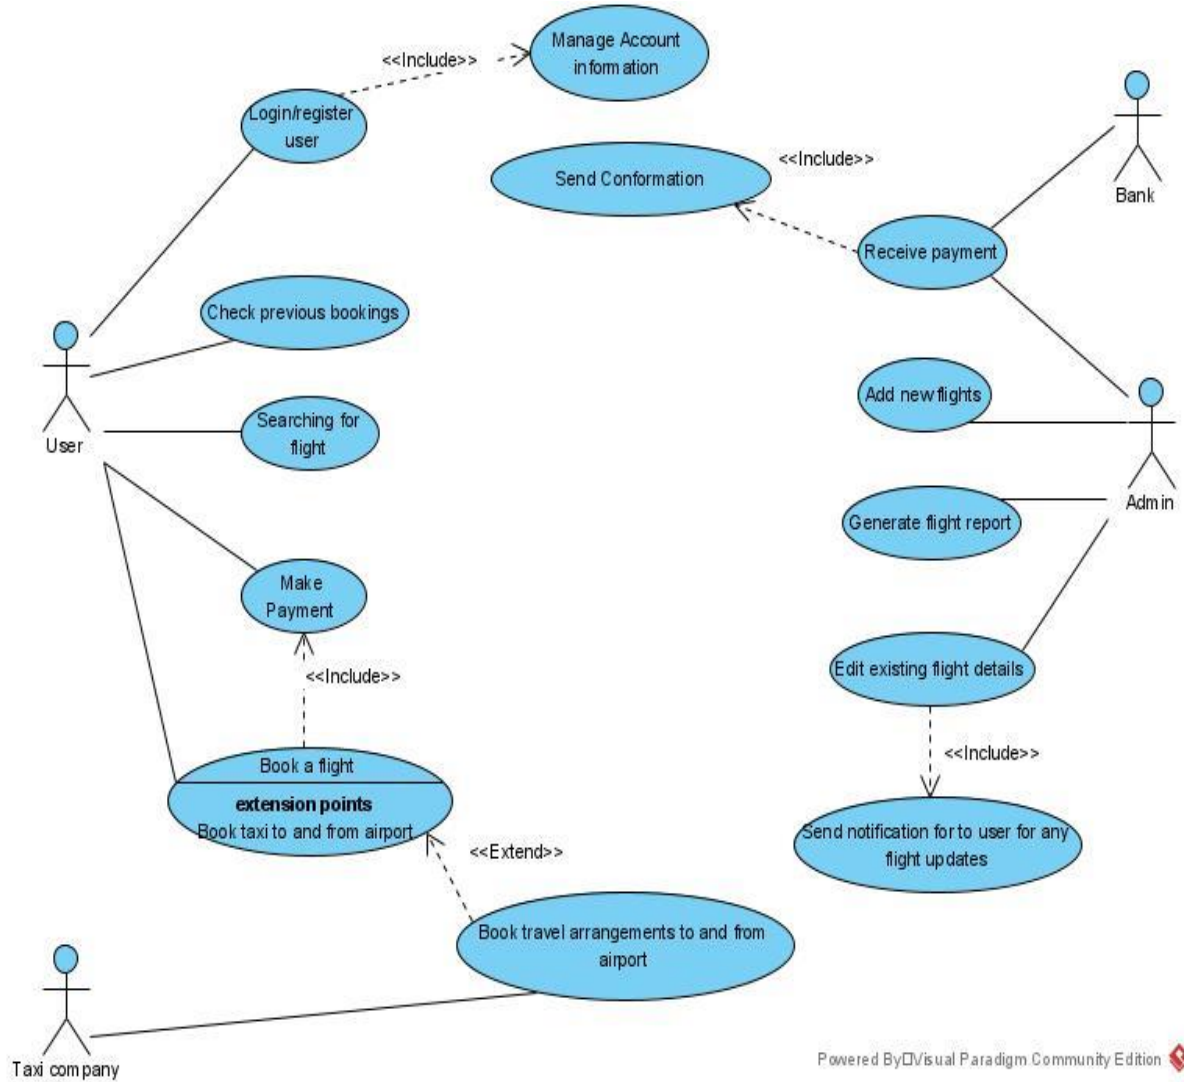 Manage Account
information
<<Include>>
Login/register
user
<<Include>>
Send Conformation
Bank
Receive payment
Check previous bookings
Add new flights
Searching for
flight
User
Admin
Generate flight report
Make
Payment
<<Include>>
Edit existing flight details
<<Include>>
Book a flight
extension points
Book taxi to and from airport
Send notification for to user for any
flight updates
<<Extend>>
Book travel arrangements to and from
airport
Taxi company
Powered By□Visual Paradigm Community Edition